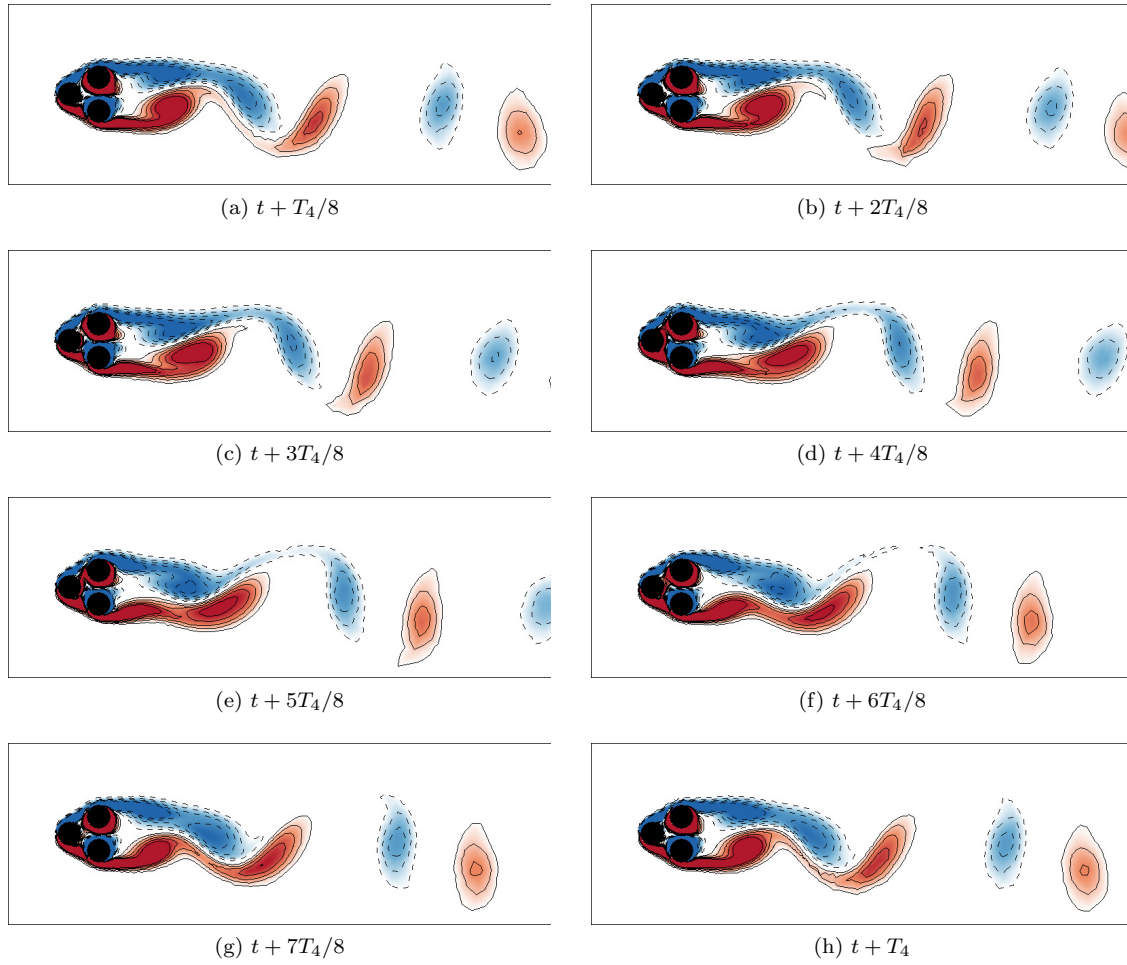 (a) t + T₄/8
(b) t + 2T₄/8
(c) t + 3T₄/8
(d) t + 4T₄/8
(e) t + 5T₄/8
(f) t + 6T₄/8
(g) t + 7T₄/8
(h) t + T₄